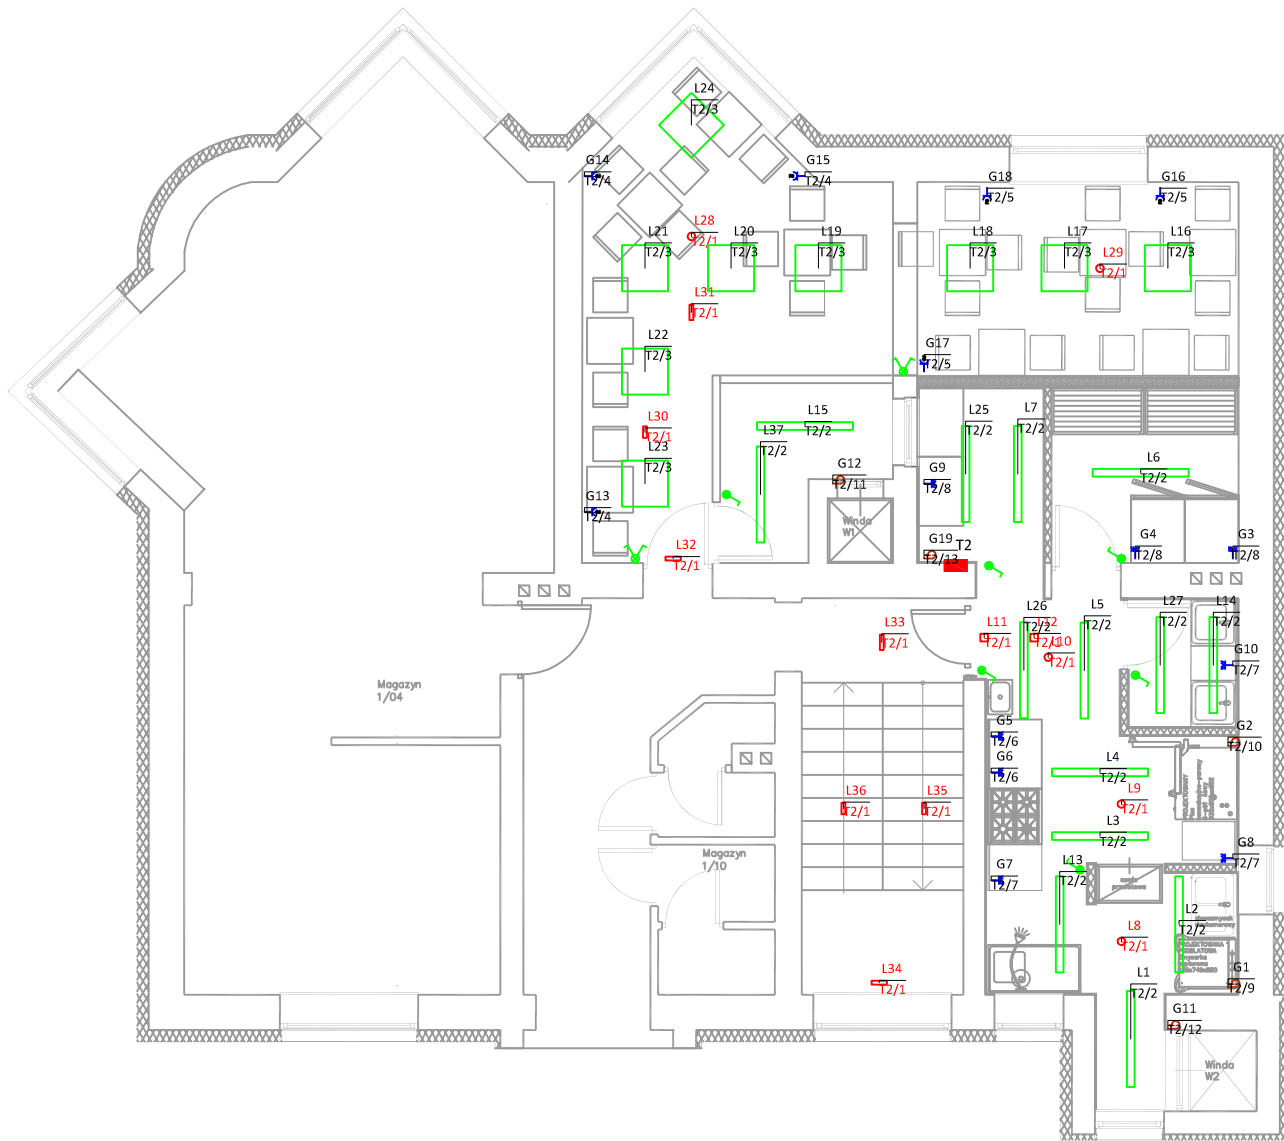 L24
T2/3
G14
T2/4
G15
T2/4
G18
T2/5
G16
T2/5
L28
T2/1
L21
T2/3
L20
T2/3
L19
T2/3
L18
T2/3
L17
T2/3
L29
T2/1
L16
T2/3
L31
T2/1
L22
T2/3
G17
T2/5
L30
T2/1
L23
T2/3
L15
T2/2
L37
T2/2
L25
T2/2
L7
T2/2
L6
T2/2
G12
T2/11
G9
T2/8
G13
T2/4
Winda
W1
L32
T2/1
G19
T2/13
T2
G4
T2/8
G3
T2/8
L33
T2/1
L11
T2/1
L26
T2/2
L12
T2/1
L10
T2/1
L5
T2/2
L27
T2/2
L14
T2/2
G10
T2/7
Magazyn
1/04
G5
T2/6
G6
T2/6
G2
T2/10
L4
T2/2
L9
T2/1
L36
T2/1
L35
T2/1
L3
T2/2
G8
T2/7
Magazyn
1/10
G7
T2/7
L13
T2/2
L2
T2/2
L8
T2/1
L34
T2/1
L1
T2/2
G1
T2/9
G11
T2/12
Winda
W2